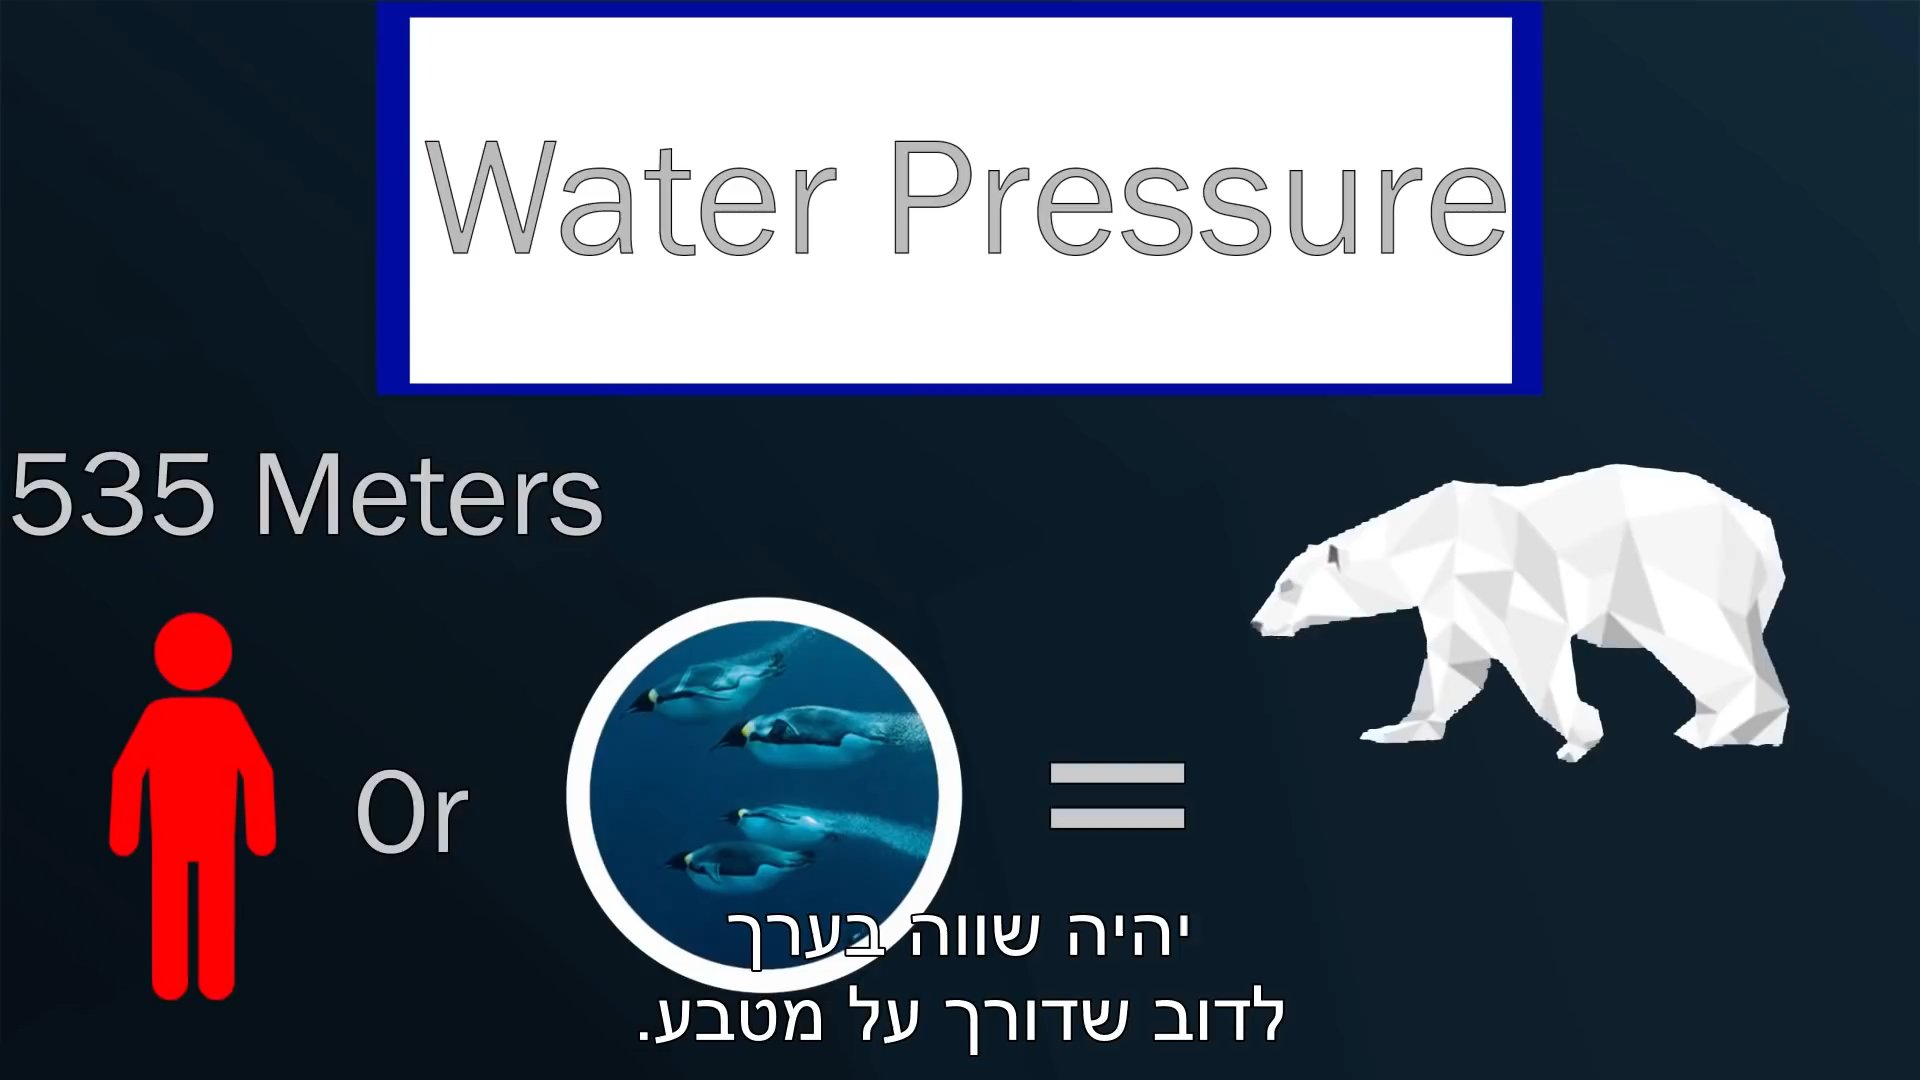 Water Pressure
535 Meters
Or
=
יהיה שווה בערך
לדוב שדורך על מטבע.